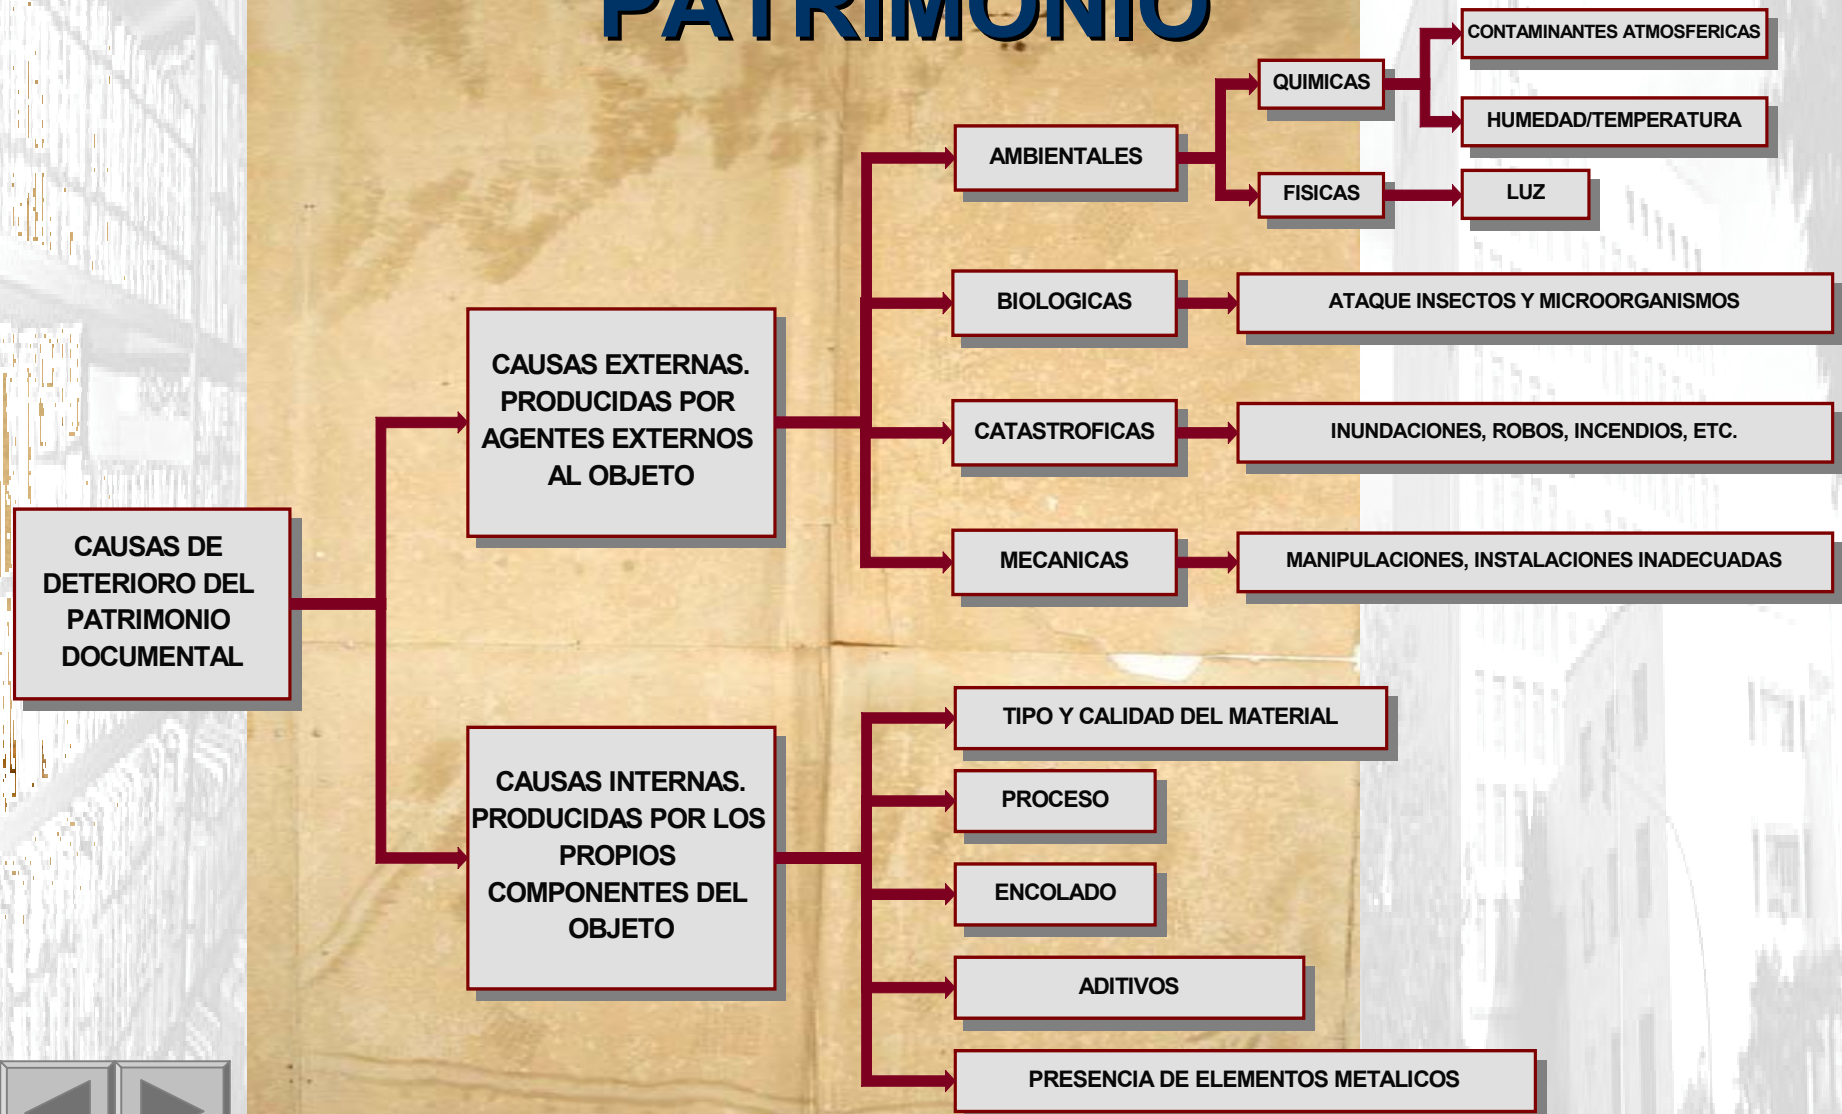 PATRIMONIO
CONTAMINANTES ATMOSFERICAS
QUIMICAS
HUMEDAD/TEMPERATURA
AMBIENTALES
FISICAS
LUZ
BIOLOGICAS
ATAQUE INSECTOS Y MICROORGANISMOS
CAUSAS EXTERNAS.
PRODUCIDAS POR
AGENTES EXTERNOS
AL OBJETO
CATASTROFICAS
INUNDACIONES, ROBOS, INCENDIOS, ETC.
MECANICAS
MANIPULACIONES, INSTALACIONES INADECUADAS
CAUSAS DE
DETERIORO DEL
PATRIMONIO
DOCUMENTAL
TIPO Y CALIDAD DEL MATERIAL
CAUSAS INTERNAS.
PRODUCIDAS POR LOS
PROPIOS
COMPONENTES DEL
OBJETO
PROCESO
ENCOLADO
ADITIVOS
PRESENCIA DE ELEMENTOS METALICOS